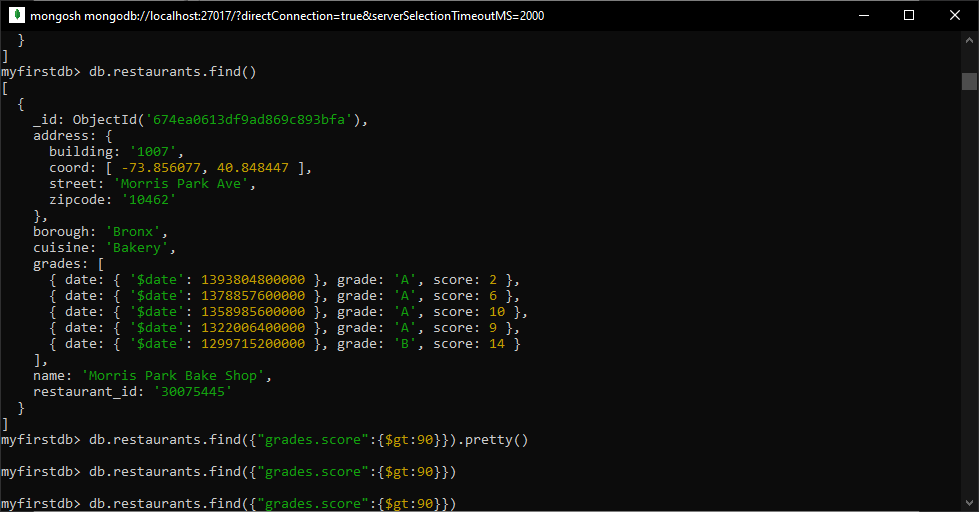 mongosh mongodb://localhost:27017/?directConnection=true&serverSelectionTimeoutMS=2000
  }
]
myfirstdb> db.restaurants.find()
[
  {
    _id: ObjectId('674ea0613df9ad869c893bfa'),
    address: {
      building: '1007',
      coord: [ -73.856077, 40.848447 ],
      street: 'Morris Park Ave',
      zipcode: '10462'
    },
    borough: 'Bronx',
    cuisine: 'Bakery',
    grades: [
      { date: { '$date': 1393804800000 }, grade: 'A', score: 2 },
      { date: { '$date': 1378857600000 }, grade: 'A', score: 6 },
      { date: { '$date': 1358985600000 }, grade: 'A', score: 10 },
      { date: { '$date': 1322006400000 }, grade: 'A', score: 9 },
      { date: { '$date': 1299715200000 }, grade: 'B', score: 14 }
    ],
    name: 'Morris Park Bake Shop',
    restaurant_id: '30075445'
  }
]
myfirstdb> db.restaurants.find({"grades.score":{$gt:90}}).pretty()
myfirstdb> db.restaurants.find({"grades.score":{$gt:90}})
myfirstdb> db.restaurants.find({"grades.score":{$gt:90}})